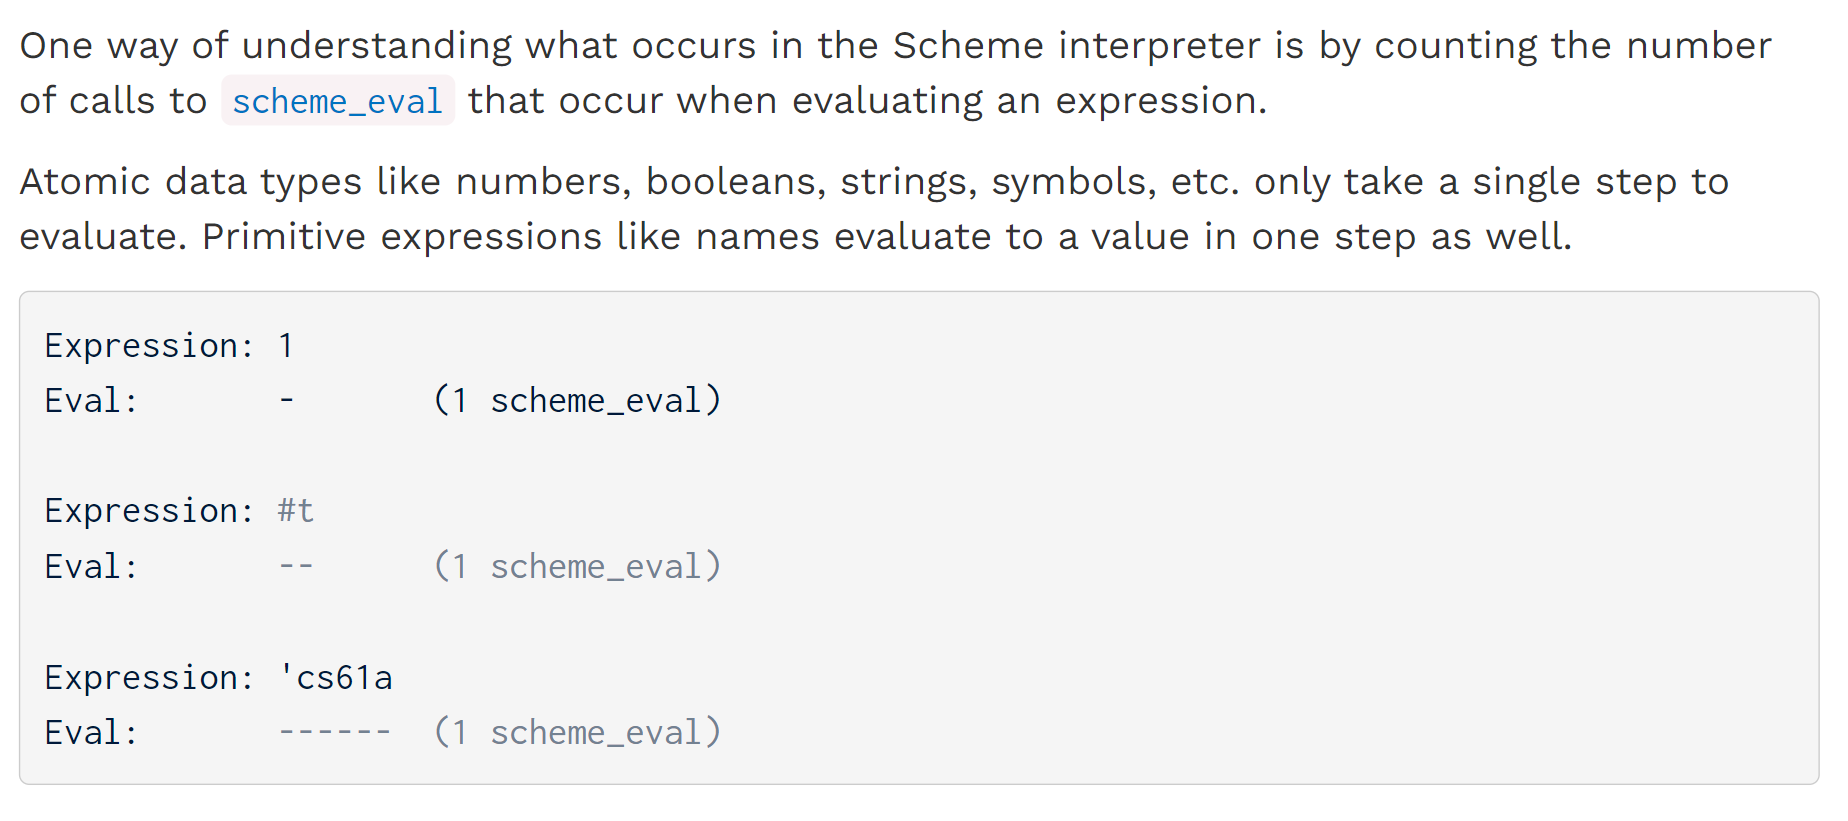 One way of understanding what occurs in the Scheme interpreter is by counting the number
of calls to scheme_eval that occur when evaluating an expression.
Atomic data types like numbers, booleans, strings, symbols, etc. only take a single step to
evaluate. Primitive expressions like names evaluate to a value in one step as well.
Expression: 1
Eval:       -       (1 scheme_eval)
Expression: #t
Eval:       --      (1 scheme_eval)
Expression: 'cs61a
Eval:       ------  (1 scheme_eval)